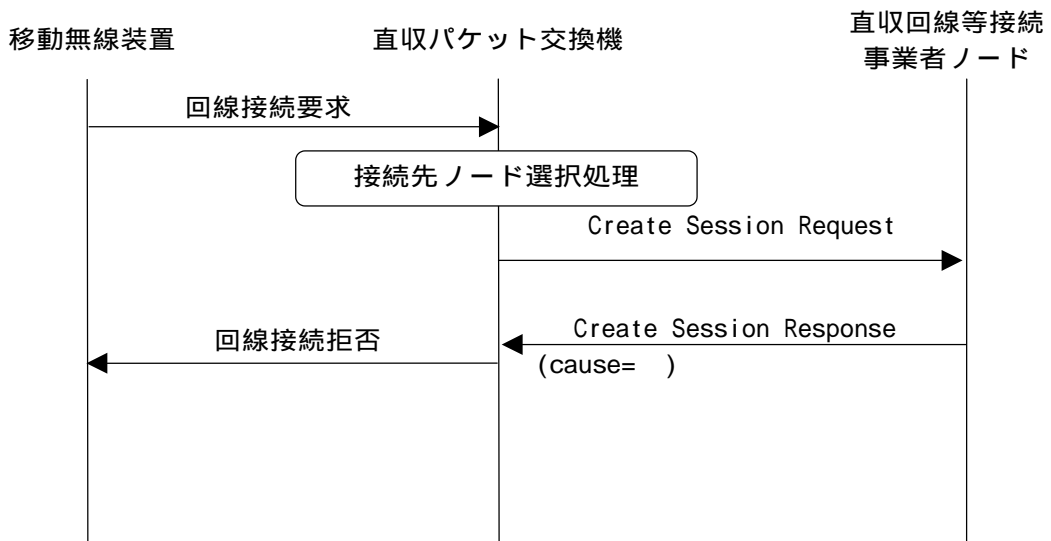 移動無線装置
直収パケット交換機
直収回線等接続
事業者ノード
回線接続要求
接続先ノード選択処理
Create Session Request
回線接続拒否
Create Session Response
(cause= )